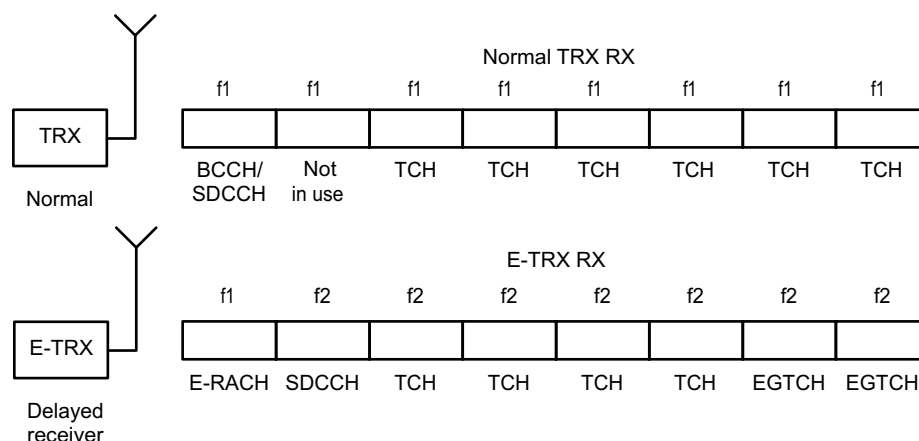 Normal TRX RX
f1 f1 f1 f1 f1 f1 f1 f1
TRX
BCCH/
SDCCH
Not
in use
TCH TCH TCH TCH TCH TCH
Normal
E-TRX RX
f1 f2 f2 f2 f2 f2 f2 f2
E-TRX
E-RACH SDCCH TCH TCH TCH TCH EGTCH EGTCH
Delayed
receiver